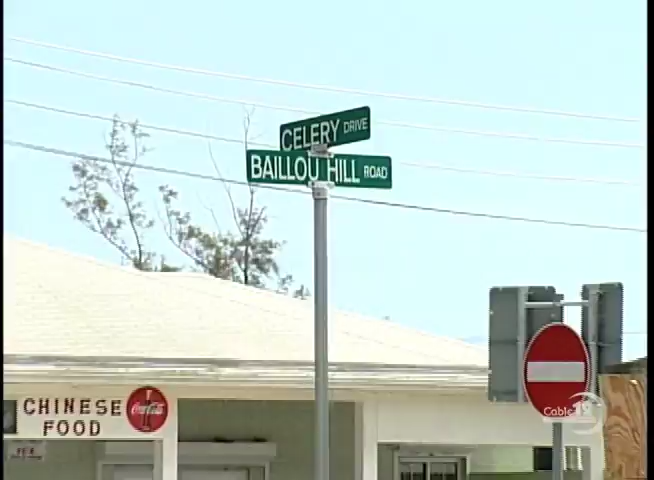 CELERY DRIVE
BAILLOU HILL ROAD
CHINESE
FOOD
Coca-Cola
Cable 12